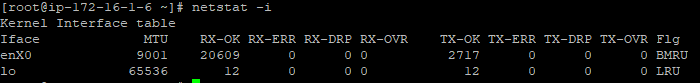 [root@ip-172-16-1-6 ~]# netstat -i
Kernel Interface table
Iface             MTU    RX-OK RX-ERR RX-DRP RX-OVR    TX-OK TX-ERR TX-DRP TX-OVR Flg
enX0             9001    20609      0      0 0          2717      0      0      0 BMRU
lo              65536       12      0      0 0            12      0      0      0 LRU